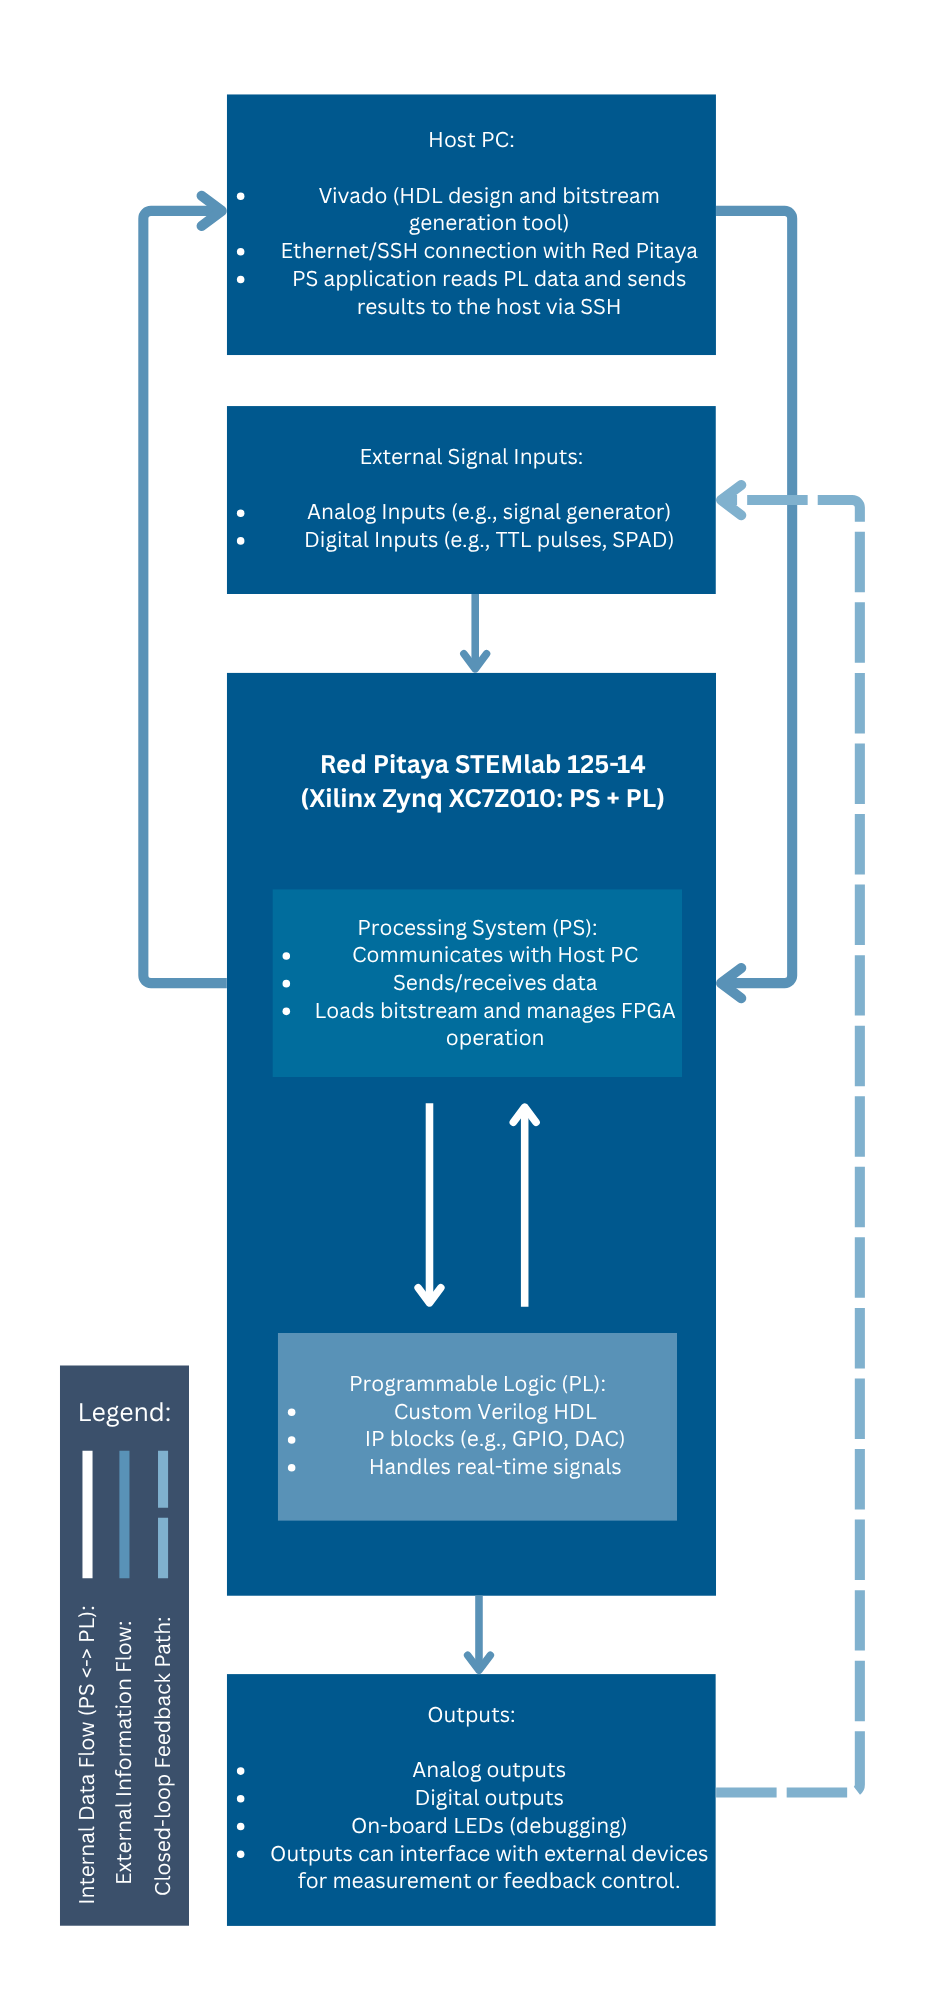 Host PC:
• Vivado (HDL design and bitstream
generation tool)
• Ethernet/SSH connection with Red Pitaya
• PS application reads PL data and sends
results to the host via SSH
External Signal Inputs:
• Analog Inputs (e.g., signal generator)
• Digital Inputs (e.g., TTL pulses, SPAD)
Red Pitaya STEMlab 125-14
(Xilinx Zynq XC7Z010: PS + PL)
Processing System (PS):
• Communicates with Host PC
• Sends/receives data
• Loads bitstream and manages FPGA
operation
Programmable Logic (PL):
• Custom Verilog HDL
• IP blocks (e.g., GPIO, DAC)
• Handles real-time signals
Legend:
Internal Data Flow (PS <-> PL):
External Information Flow:
Closed-loop Feedback Path:
Outputs:
• Analog outputs
• Digital outputs
• On-board LEDs (debugging)
• Outputs can interface with external devices
for measurement or feedback control.